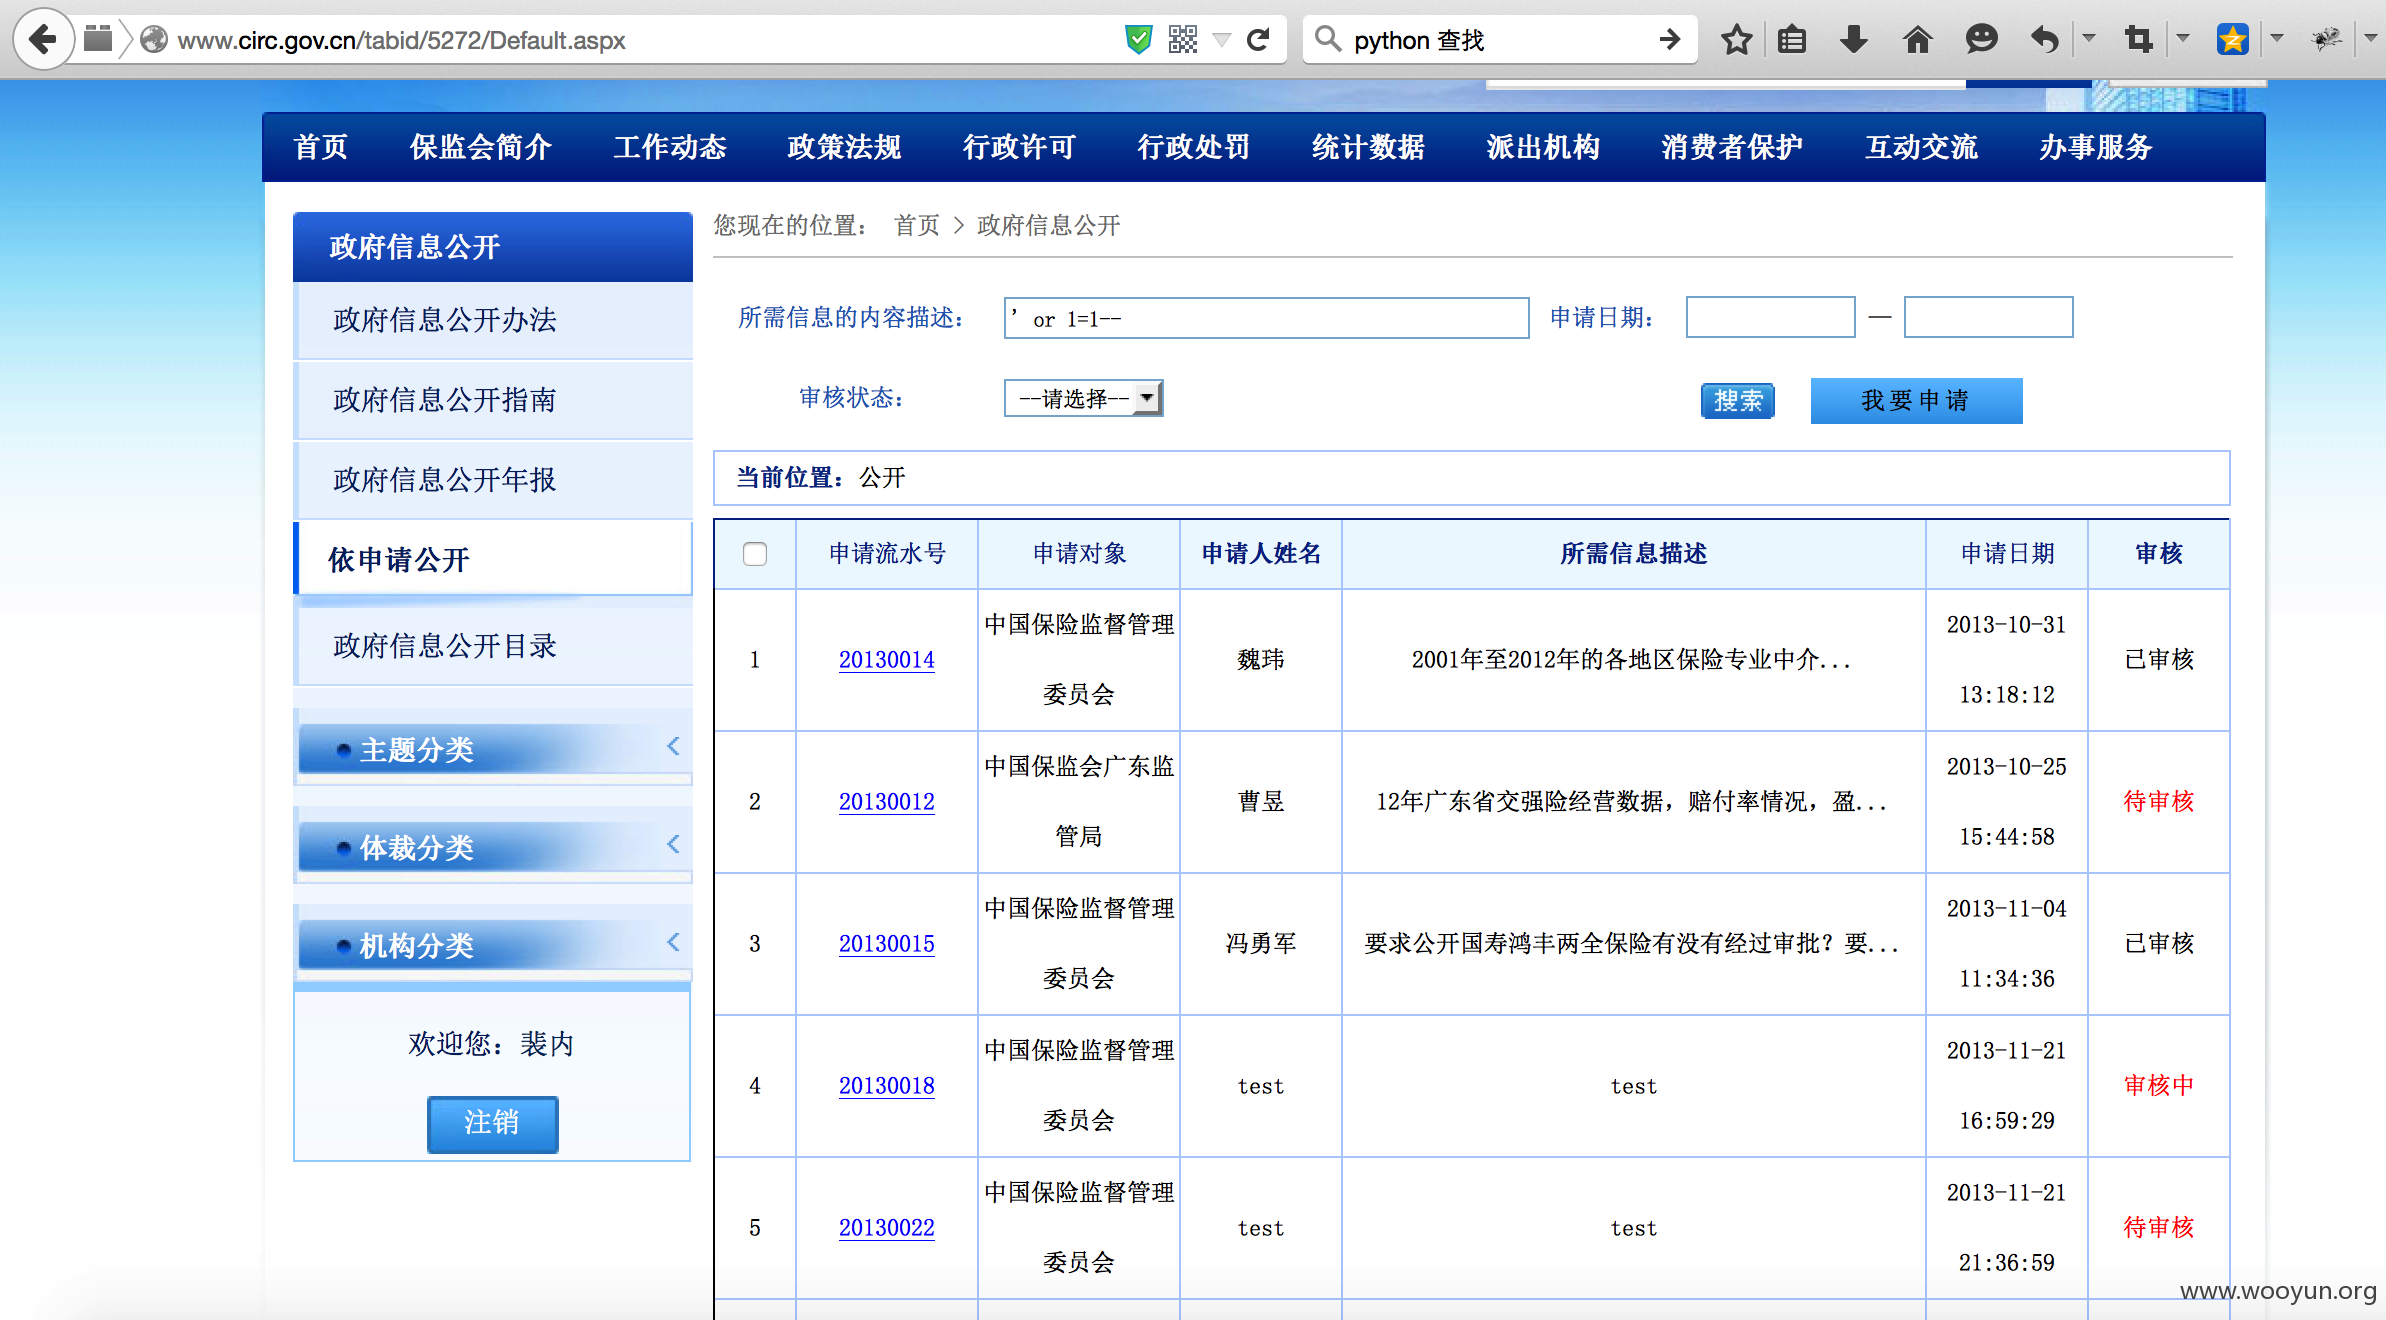 www.circ.gov.cn/tabid/5272/Default.aspx
python 查找
首页 保监会简介 工作动态 政策法规 行政许可 行政处罚 统计数据 派出机构 消费者保护 互动交流 办事服务
政府信息公开
政府信息公开办法
政府信息公开指南
政府信息公开年报
依申请公开
政府信息公开目录
主题分类
体裁分类
机构分类
欢迎您：裴内
注销
您现在的位置： 首页 > 政府信息公开
所需信息的内容描述： ' or 1=1-- 申请日期： —
审核状态： --请选择-- 搜索 我要申请
当前位置：公开
申请流水号 申请对象 申请人姓名 所需信息描述 申请日期 审核
1 20130014 中国保险监督管理委员会 魏玮 2001年至2012年的各地区保险专业中介... 2013-10-31 13:18:12 已审核
2 20130012 中国保监会广东监管局 曹昱 12年广东省交强险经营数据，赔付率情况，盈... 2013-10-25 15:44:58 待审核
3 20130015 中国保险监督管理委员会 冯勇军 要求公开国寿鸿丰两全保险有没有经过审批？要... 2013-11-04 11:34:36 已审核
4 20130018 中国保险监督管理委员会 test test 2013-11-21 16:59:29 审核中
5 20130022 中国保险监督管理委员会 test test 2013-11-21 21:36:59 待审核
www.wooyun.org